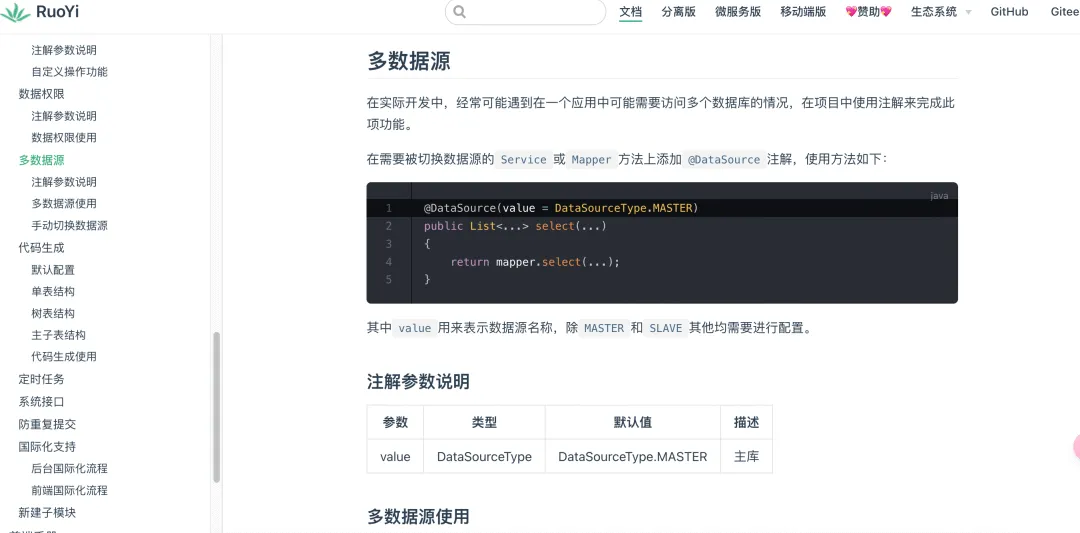 RuoYi
文档 分离版 微服务版 移动端版 💖赞助💖 生态系统 GitHub Gitee
注解参数说明
自定义操作功能
数据权限
注解参数说明
数据权限使用
多数据源
注解参数说明
多数据源使用
手动切换数据源
代码生成
默认配置
单表结构
树表结构
主子表结构
代码生成使用
定时任务
系统接口
防重复提交
国际化支持
后台国际化流程
前端国际化流程
新建子模块
多数据源
在实际开发中，经常可能遇到在一个应用中可能需要访问多个数据库的情况，在项目中使用注解来完成此
项功能。
在需要被切换数据源的 Service 或 Mapper 方法上添加 @DataSource 注解，使用方法如下：
java
1 @DataSource(value = DataSourceType.MASTER)
2 public List<...> select(...)
3 {
4 return mapper.select(...);
5 }
其中 value 用来表示数据源名称，除 MASTER 和 SLAVE 其他均需要进行配置。
注解参数说明
参数 类型 默认值 描述
value DataSourceType DataSourceType.MASTER 主库
多数据源使用